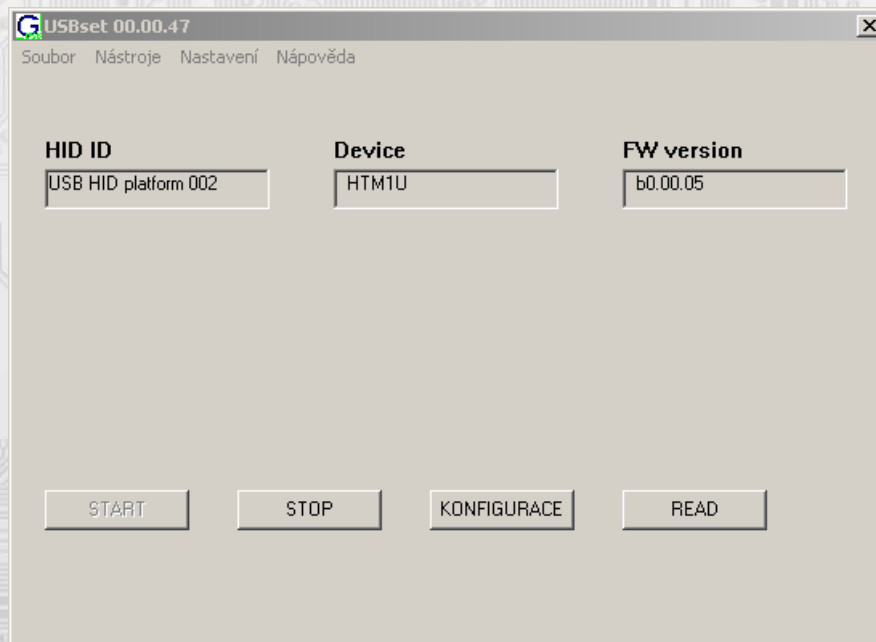 USBset 00.00.47
Soubor Nástroje Nastavení Nápověda
HID ID Device FW version
USB HID platform 002 HTM1U b0.00.05
START STOP KONFIGURACE READ